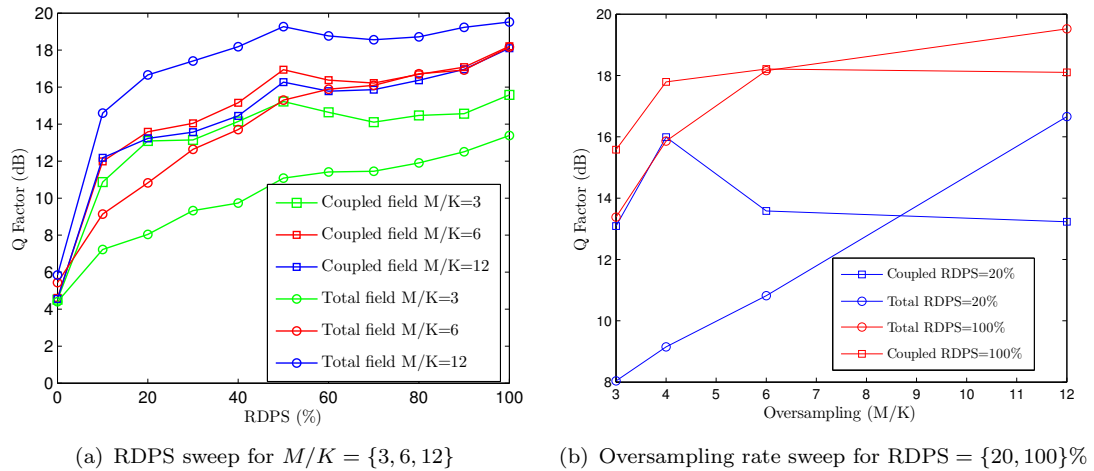 20
18
16
14
12
10
8
6
4
2
0
Q Factor (dB)
0
20
40
60
80
100
RDPS (%)
Coupled field M/K=3
Coupled field M/K=6
Coupled field M/K=12
Total field M/K=3
Total field M/K=6
Total field M/K=12
(a) RDPS sweep for M/K = {3, 6, 12}
20
18
16
14
12
10
8
Q Factor (dB)
3
4
5
6
7
8
9
10
11
12
Oversampling (M/K)
Coupled RDPS=20%
Total RDPS=20%
Total RDPS=100%
Coupled RDPS=100%
(b) Oversampling rate sweep for RDPS = {20, 100}%